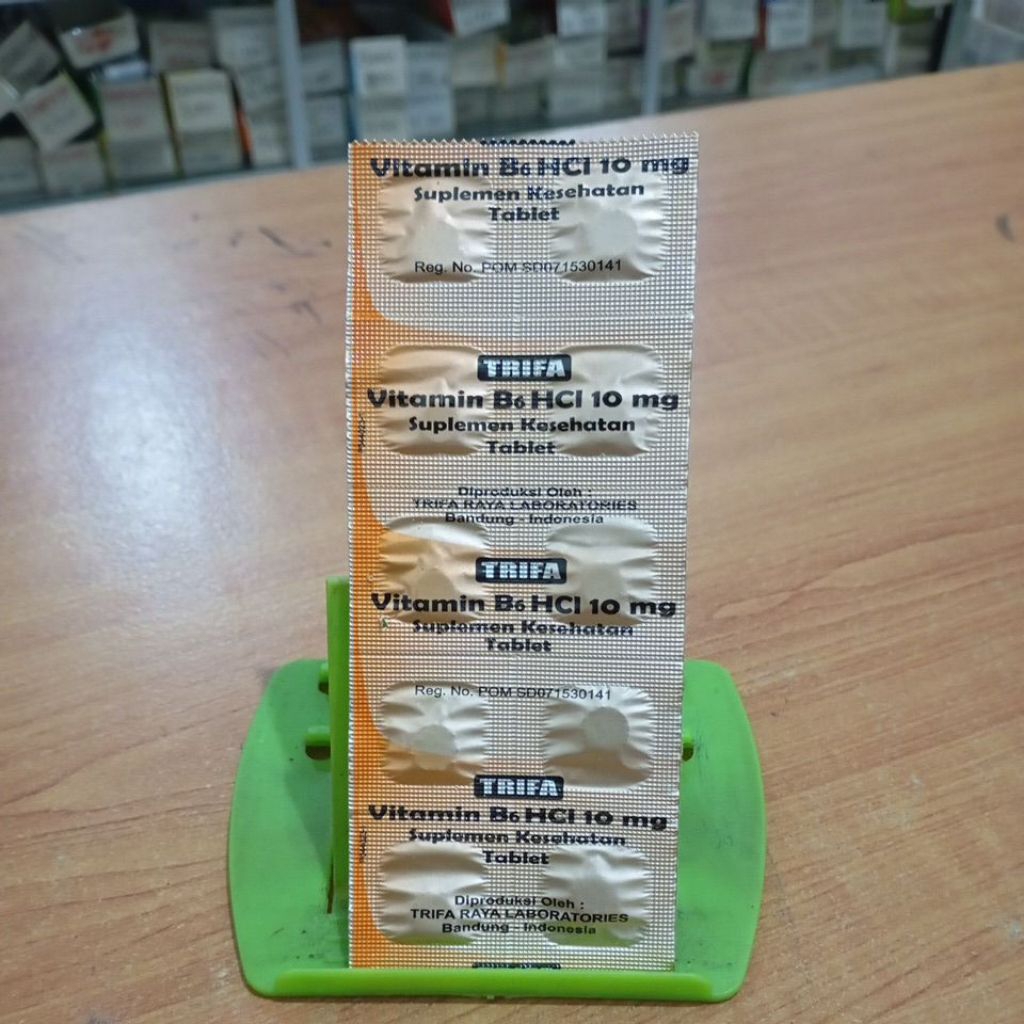 Vitamin B6 HCl 10 mg
Suplemen Kesehatan
Tablet
Reg. No. POM SD071530141
TRIFA
Vitamin B6 HCl 10 mg
Suplemen Kesehatan
Tablet
Diproduksi Oleh :
TRIFA RAYA LABORATORIES
Bandung - Indonesia
TRIFA
Vitamin B6 HCl 10 mg
Suplemen Kesehatan
Tablet
Reg. No. POM SD071530141
TRIFA
Vitamin B6 HCl 10 mg
Suplemen Kesehatan
Tablet
Diproduksi Oleh :
TRIFA RAYA LABORATORIES
Bandung - Indonesia